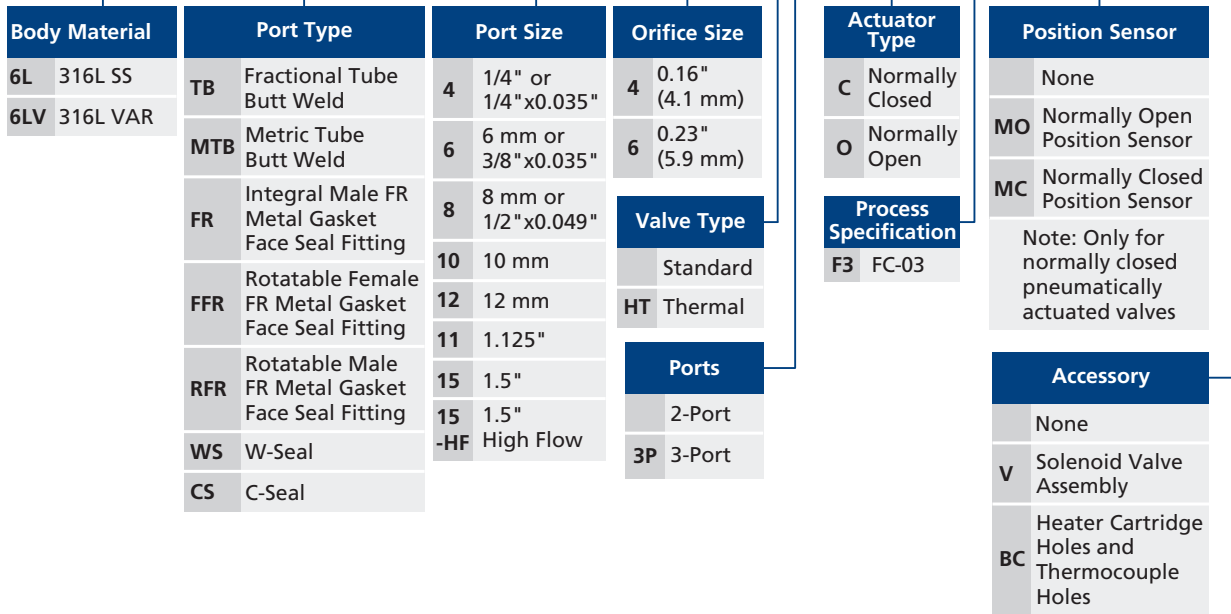 Body Material
6L 316L SS
6LV 316L VAR
Port Type
TB Fractional Tube
Butt Weld
MTB Metric Tube
Butt Weld
FR Integral Male FR
Metal Gasket
Face Seal Fitting
FFR Rotatable Female
FR Metal Gasket
Face Seal Fitting
RFR Rotatable Male
FR Metal Gasket
Face Seal Fitting
WS W-Seal
CS C-Seal
Port Size
4 1/4" or
1/4"x0.035"
6 6 mm or
3/8"x0.035"
8 8 mm or
1/2"x0.049"
10 10 mm
12 12 mm
11 1.125"
15 1.5"
15 1.5"
-HF High Flow
Orifice Size
4 0.16"
(4.1 mm)
6 0.23"
(5.9 mm)
Valve Type
Standard
HT Thermal
Ports
2-Port
3P 3-Port
Actuator
Type
C Normally
Closed
O Normally
Open
Process
Specification
F3 FC-03
Position Sensor
None
MO Normally Open
Position Sensor
MC Normally Closed
Position Sensor
Note: Only for
normally closed
pneumatically
actuated valves
Accessory
None
V Solenoid Valve
Assembly
BC Heater Cartridge
Holes and
Thermocouple
Holes